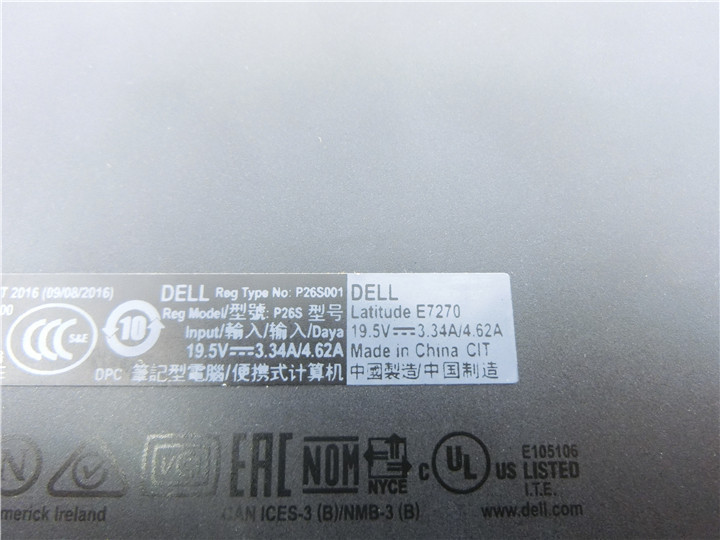 T 2016 (09/08/2016)
00
S&E
10
DELL Reg Type No: P26S001
Reg Model/型號: P26S 型号
Input/輸入/输入/Daya
19.5V⎓3.34A/4.62A
DPC 筆記型電腦/便携式计算机
DELL
Latitude E7270
19.5V⎓3.34A/4.62A
Made in China CIT
中國製造/中国制造
N
EAC NOM NYCE
C UL US LISTED
E105106
I.T.E.
merick Ireland
CAN ICES-3 (B)/NMB-3 (B)
www.dell.com